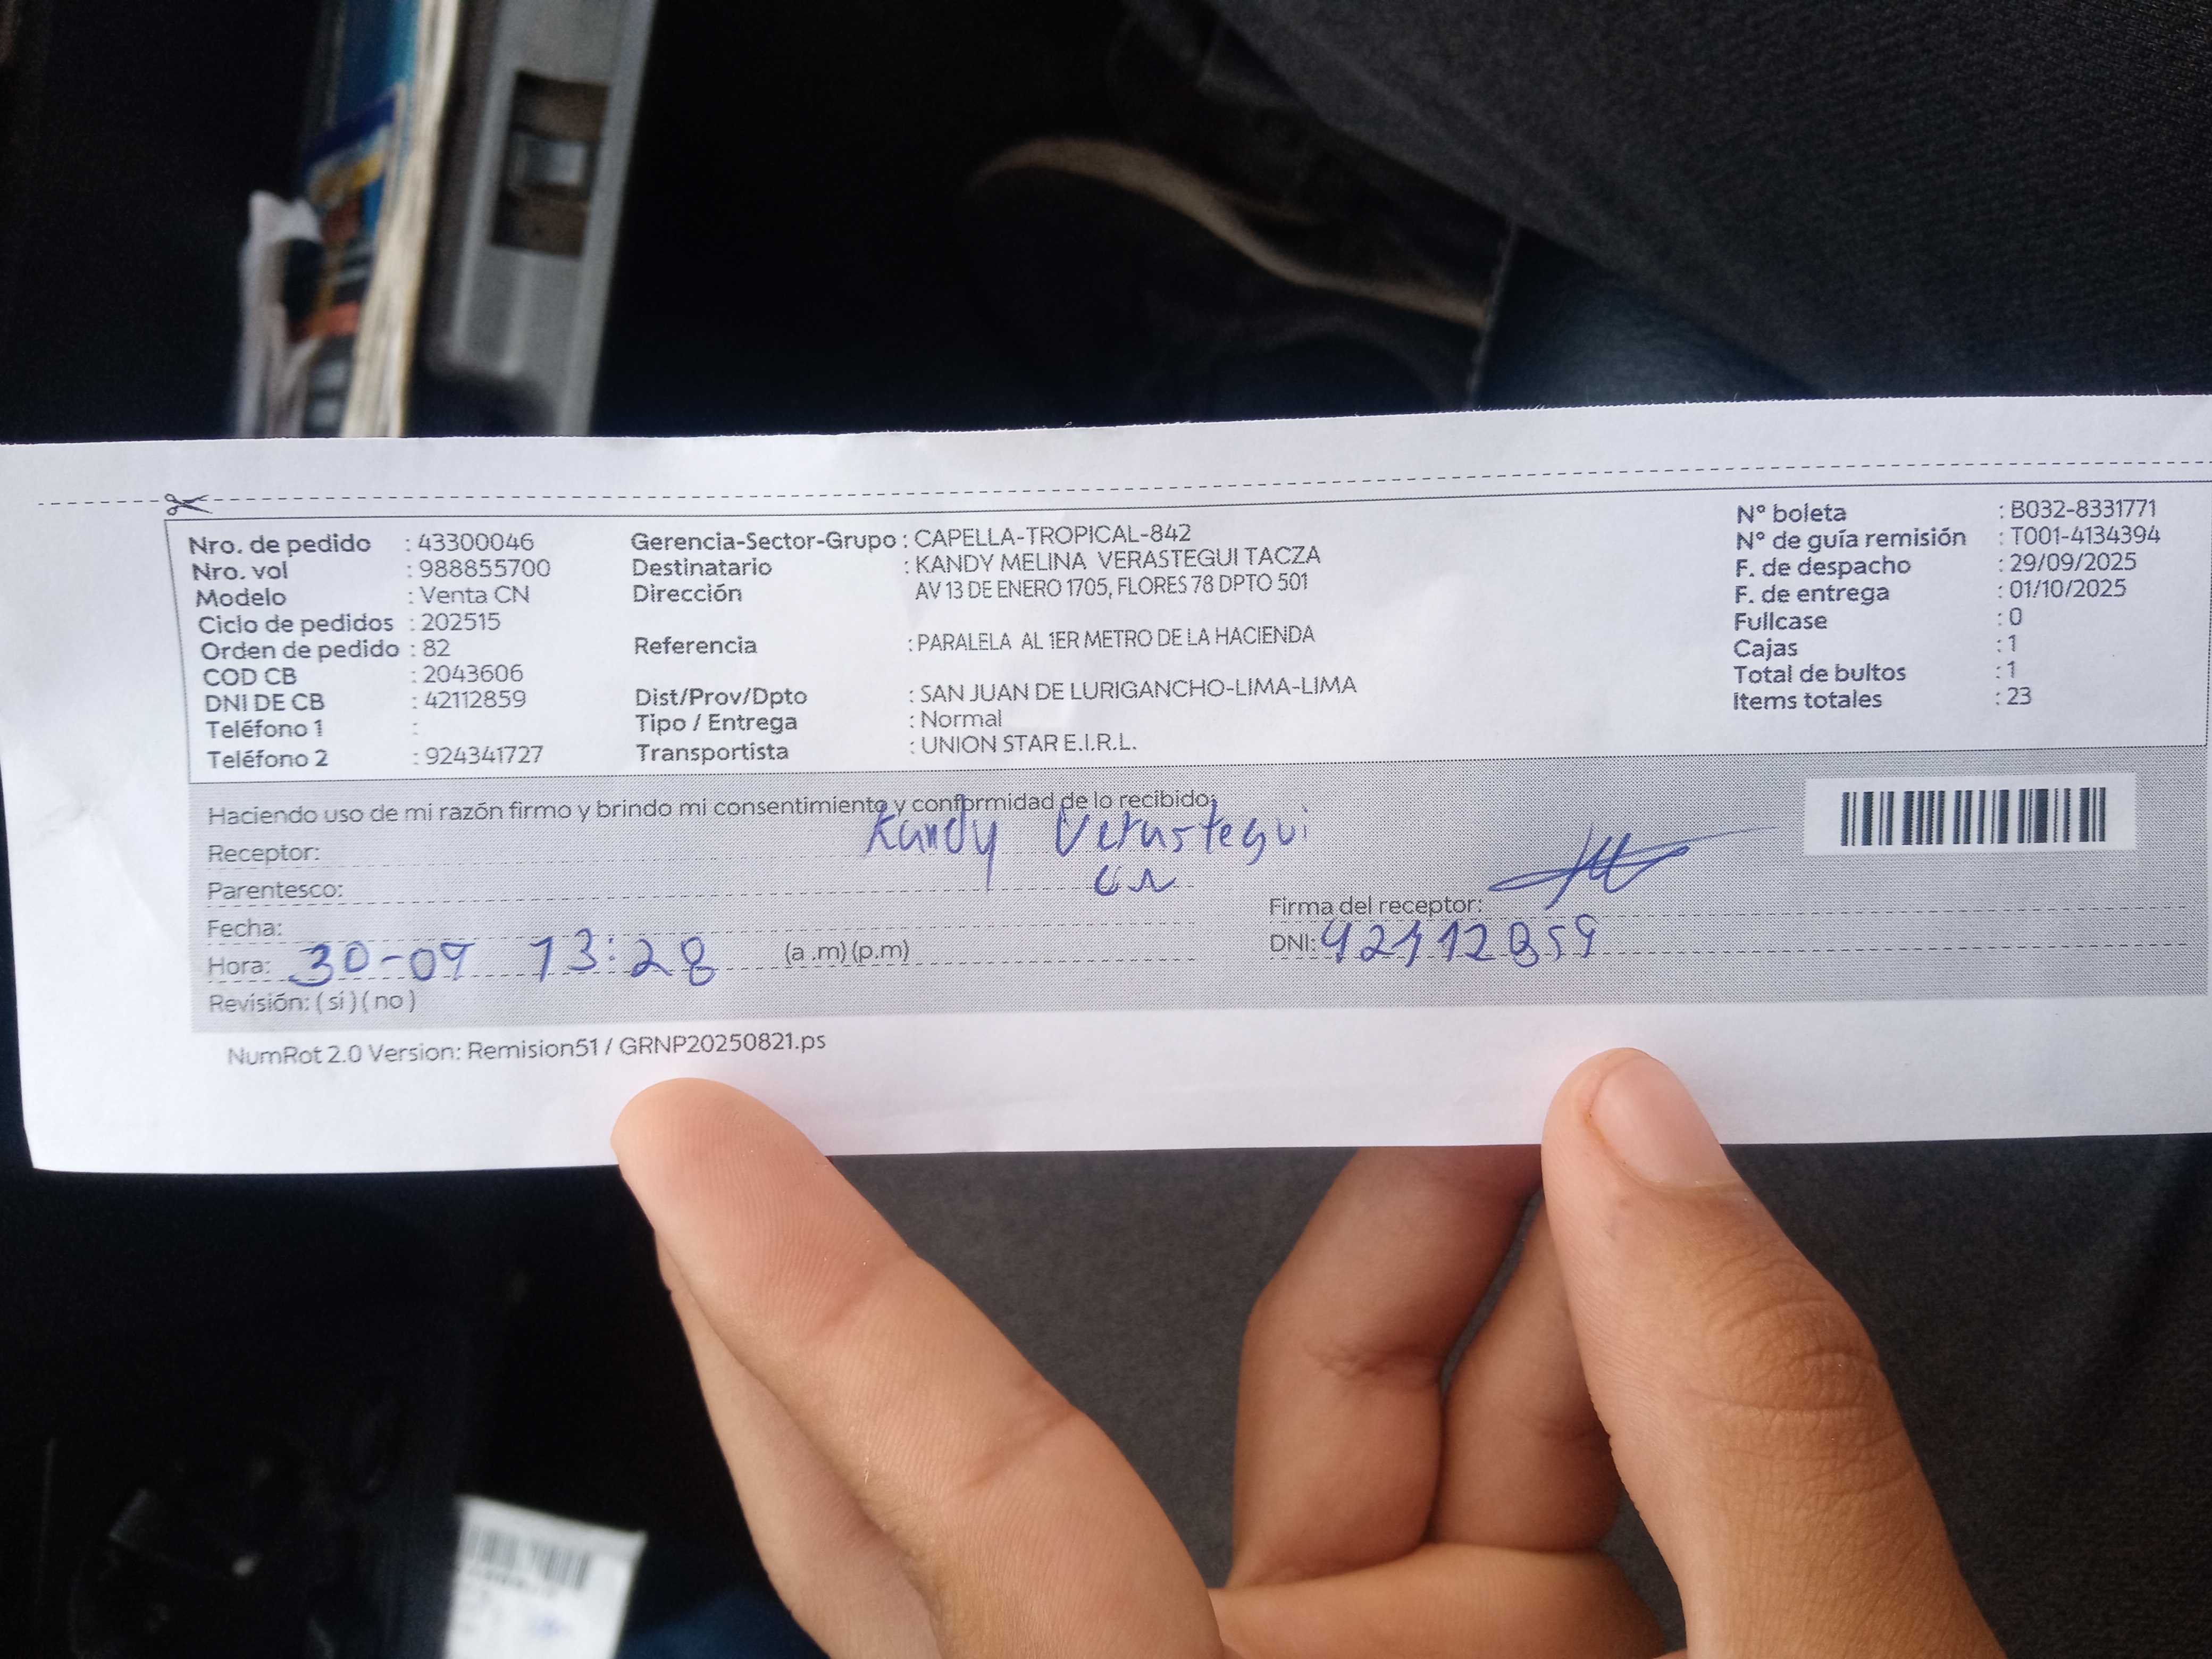 Nro. de pedido : 43300046
Nro. vol : 988855700
Modelo : Venta CN
Ciclo de pedidos : 202515
Orden de pedido : 82
COD CB : 2043606
DNI DE CB : 42112859
Teléfono 1 :
Teléfono 2 : 924341727
Gerencia-Sector-Grupo : CAPELLA-TROPICAL-842
Destinatario : KANDY MELINA VERASTEGUI TACZA
Dirección AV 13 DE ENERO 1705, FLORES 78 DPTO 501
Referencia : PARALELA AL 1ER METRO DE LA HACIENDA
Dist/Prov/Dpto : SAN JUAN DE LURIGANCHO-LIMA-LIMA
Tipo / Entrega : Normal
Transportista : UNION STAR E.I.R.L.
N° boleta : B032-8331771
N° de guía remisión : T001-4134394
F. de despacho : 29/09/2025
F. de entrega : 01/10/2025
Fullcase : 0
Cajas : 1
Total de bultos : 1
Items totales : 23
Haciendo uso de mi razón firmo y brindo mi consentimiento y conformidad de lo recibido:
Receptor: Kandy Verastegui
Parentesco: CN
Fecha:
Hora: 30-09 13:28 (a.m) (p.m)
Revisión: ( si ) ( no )
Firma del receptor:
DNI: 42112859
NumRot 2.0 Version: Remision51 / GRNP20250821.ps